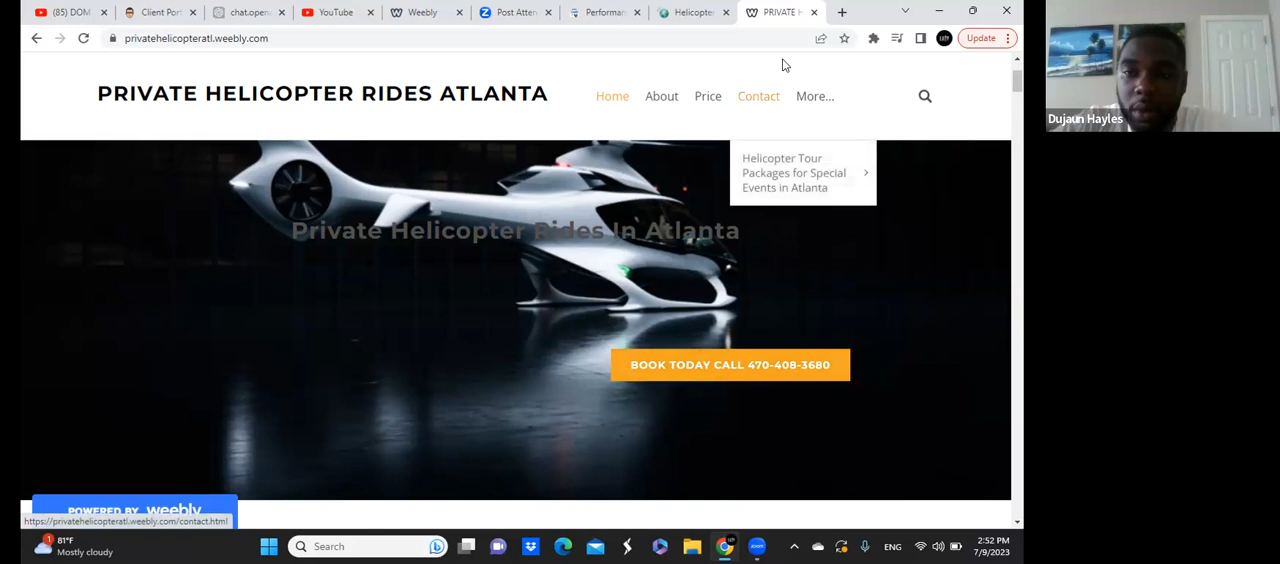 (85) DOM
Client Port
chat.open
YouTube
Weebly
Post Atten
Performan
Helicopter
PRIVATE H
privatehelicopteratl.weebly.com
Update
PRIVATE HELICOPTER RIDES ATLANTA
Home
About
Price
Contact
More...
Dujaun Hayles
Helicopter Tour
Packages for Special
Events in Atlanta
Private Helicopter Rides In Atlanta
BOOK TODAY CALL 470-408-3680
POWERED BY weebly
https://privatehelicopteratl.weebly.com/contact.html
1
81°F
Mostly cloudy
Search
zoom
ENG
2:52 PM
7/9/2023